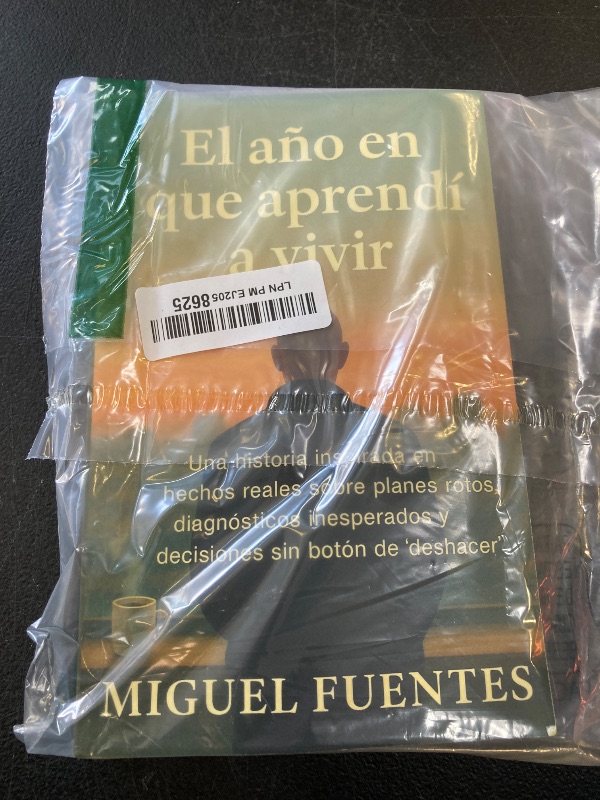 El año en
que aprendí
a vivir
LPN PM EJ205 8625
Una historia inspirada en
hechos reales sobre planes rotos,
diagnósticos inesperados y
decisiones sin botón de 'deshacer'
MIGUEL FUENTES